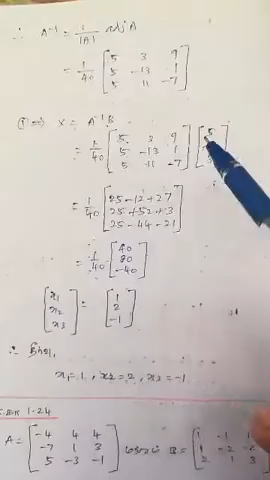 ∴ A⁻¹ = 1/|A| adj A
= 1/40 [5 3 9
5 -13 1
5 11 -7]
(1) ⟹ X = A⁻¹B
= 1/40 [5 3 9
5 -13 1
5 11 -7] [5
= 1/40 [25-12+27
25+52+3
25-44-21]
= 1/40 [40
80
-40]
[x₁
x₂
x₃] = [1
2
-1]
∴ தீர்வு,
x₁=1, x₂=2, x₃=-1
1.24
A = [-4 4 4
-7 1 3
5 -3 -1] மற்றும் B = [1 -1 1
1 -2 -2
2 1 3